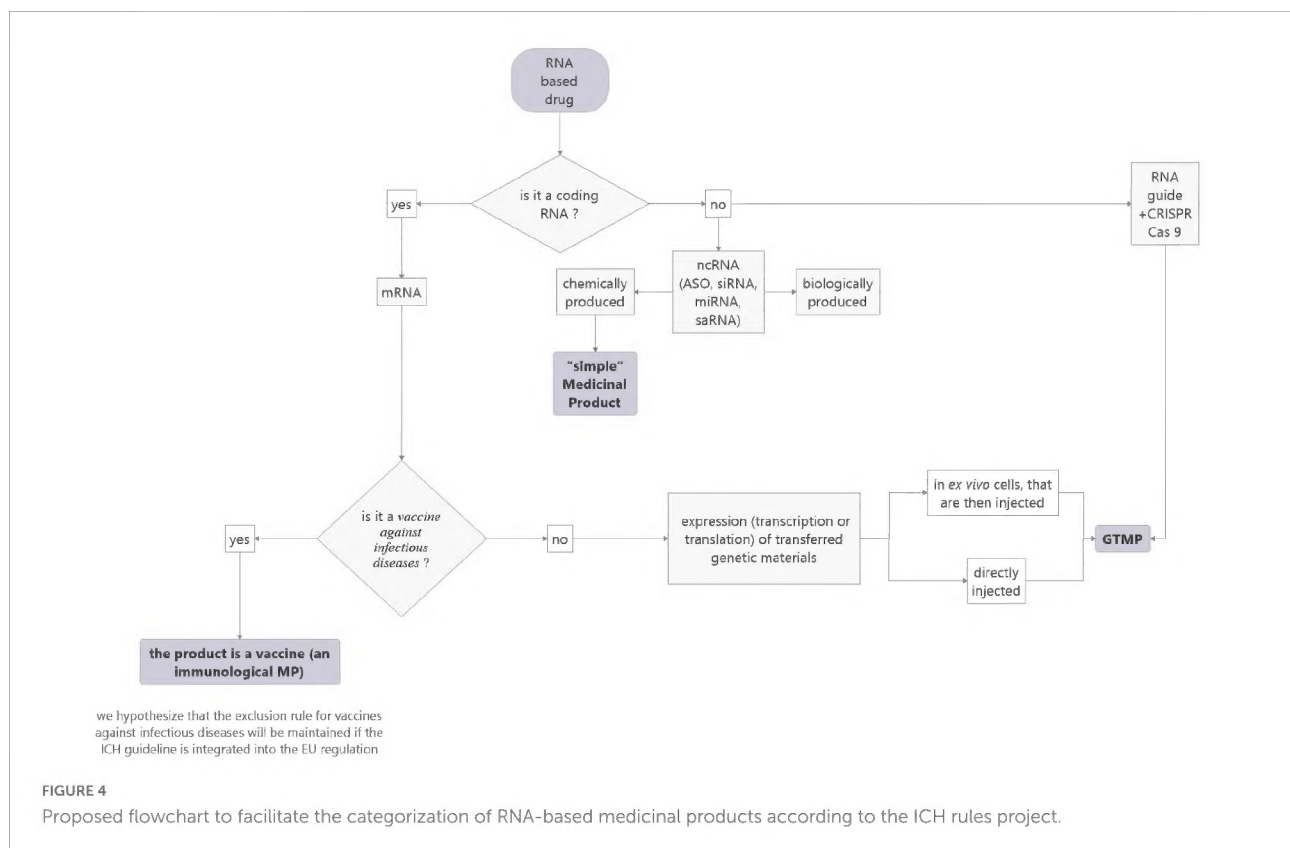 RNA
based
drug
is it a coding
RNA ?
yes
no
RNA
guide
+CRISPR
Cas 9
mRNA
chemically
produced
ncRNA
(ASO, siRNA,
miRNA,
saRNA)
biologically
produced
"simple"
Medicinal
Product
is it a vaccine
against
infectious
diseases ?
yes
no
expression (transcription or
translation) of transferred
genetic materials
in ex vivo cells, that
are then injected
directly
injected
GTMP
the product is a vaccine (an
immunological MP)
we hypothesize that the exclusion rule for vaccines
against infectious diseases will be maintained if the
ICH guideline is integrated into the EU regulation
FIGURE 4
Proposed flowchart to facilitate the categorization of RNA-based medicinal products according to the ICH rules project.